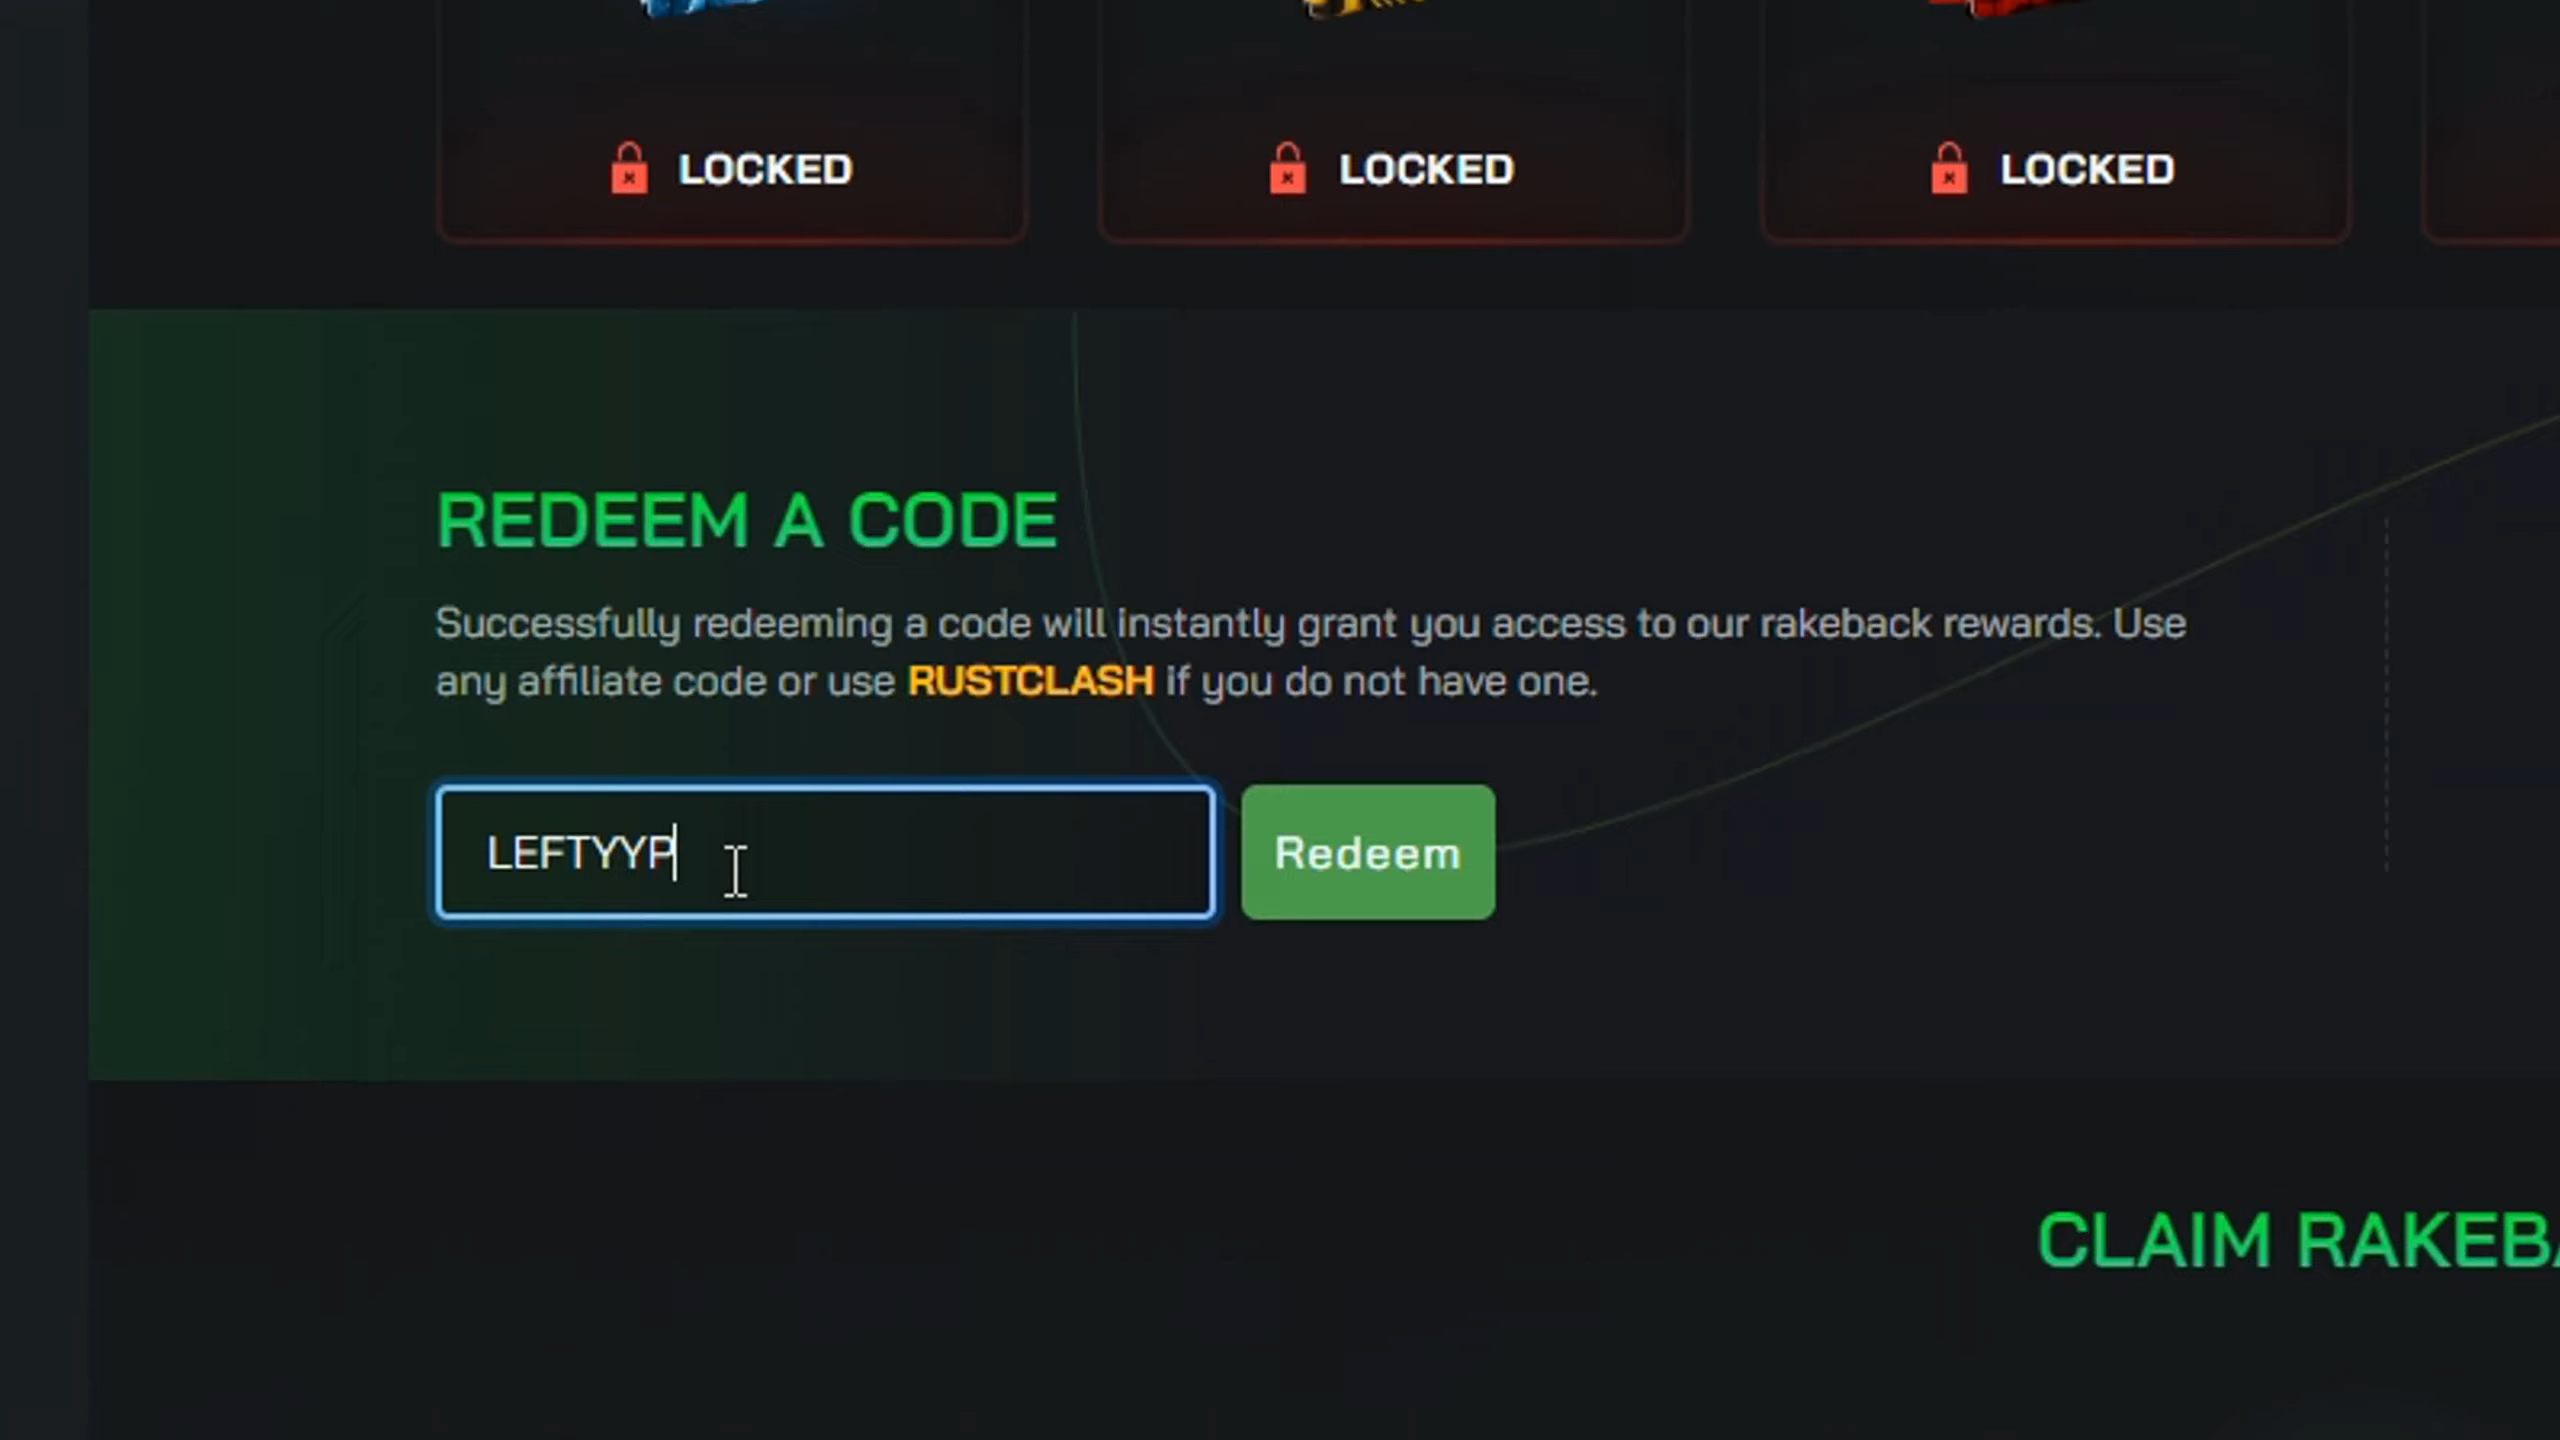 LOCKED LOCKED LOCKED
REDEEM A CODE
Successfully redeeming a code will instantly grant you access to our rakeback rewards. Use
any affiliate code or use RUSTCLASH if you do not have one.
LEFTYYP
Redeem
CLAIM RAKEBA